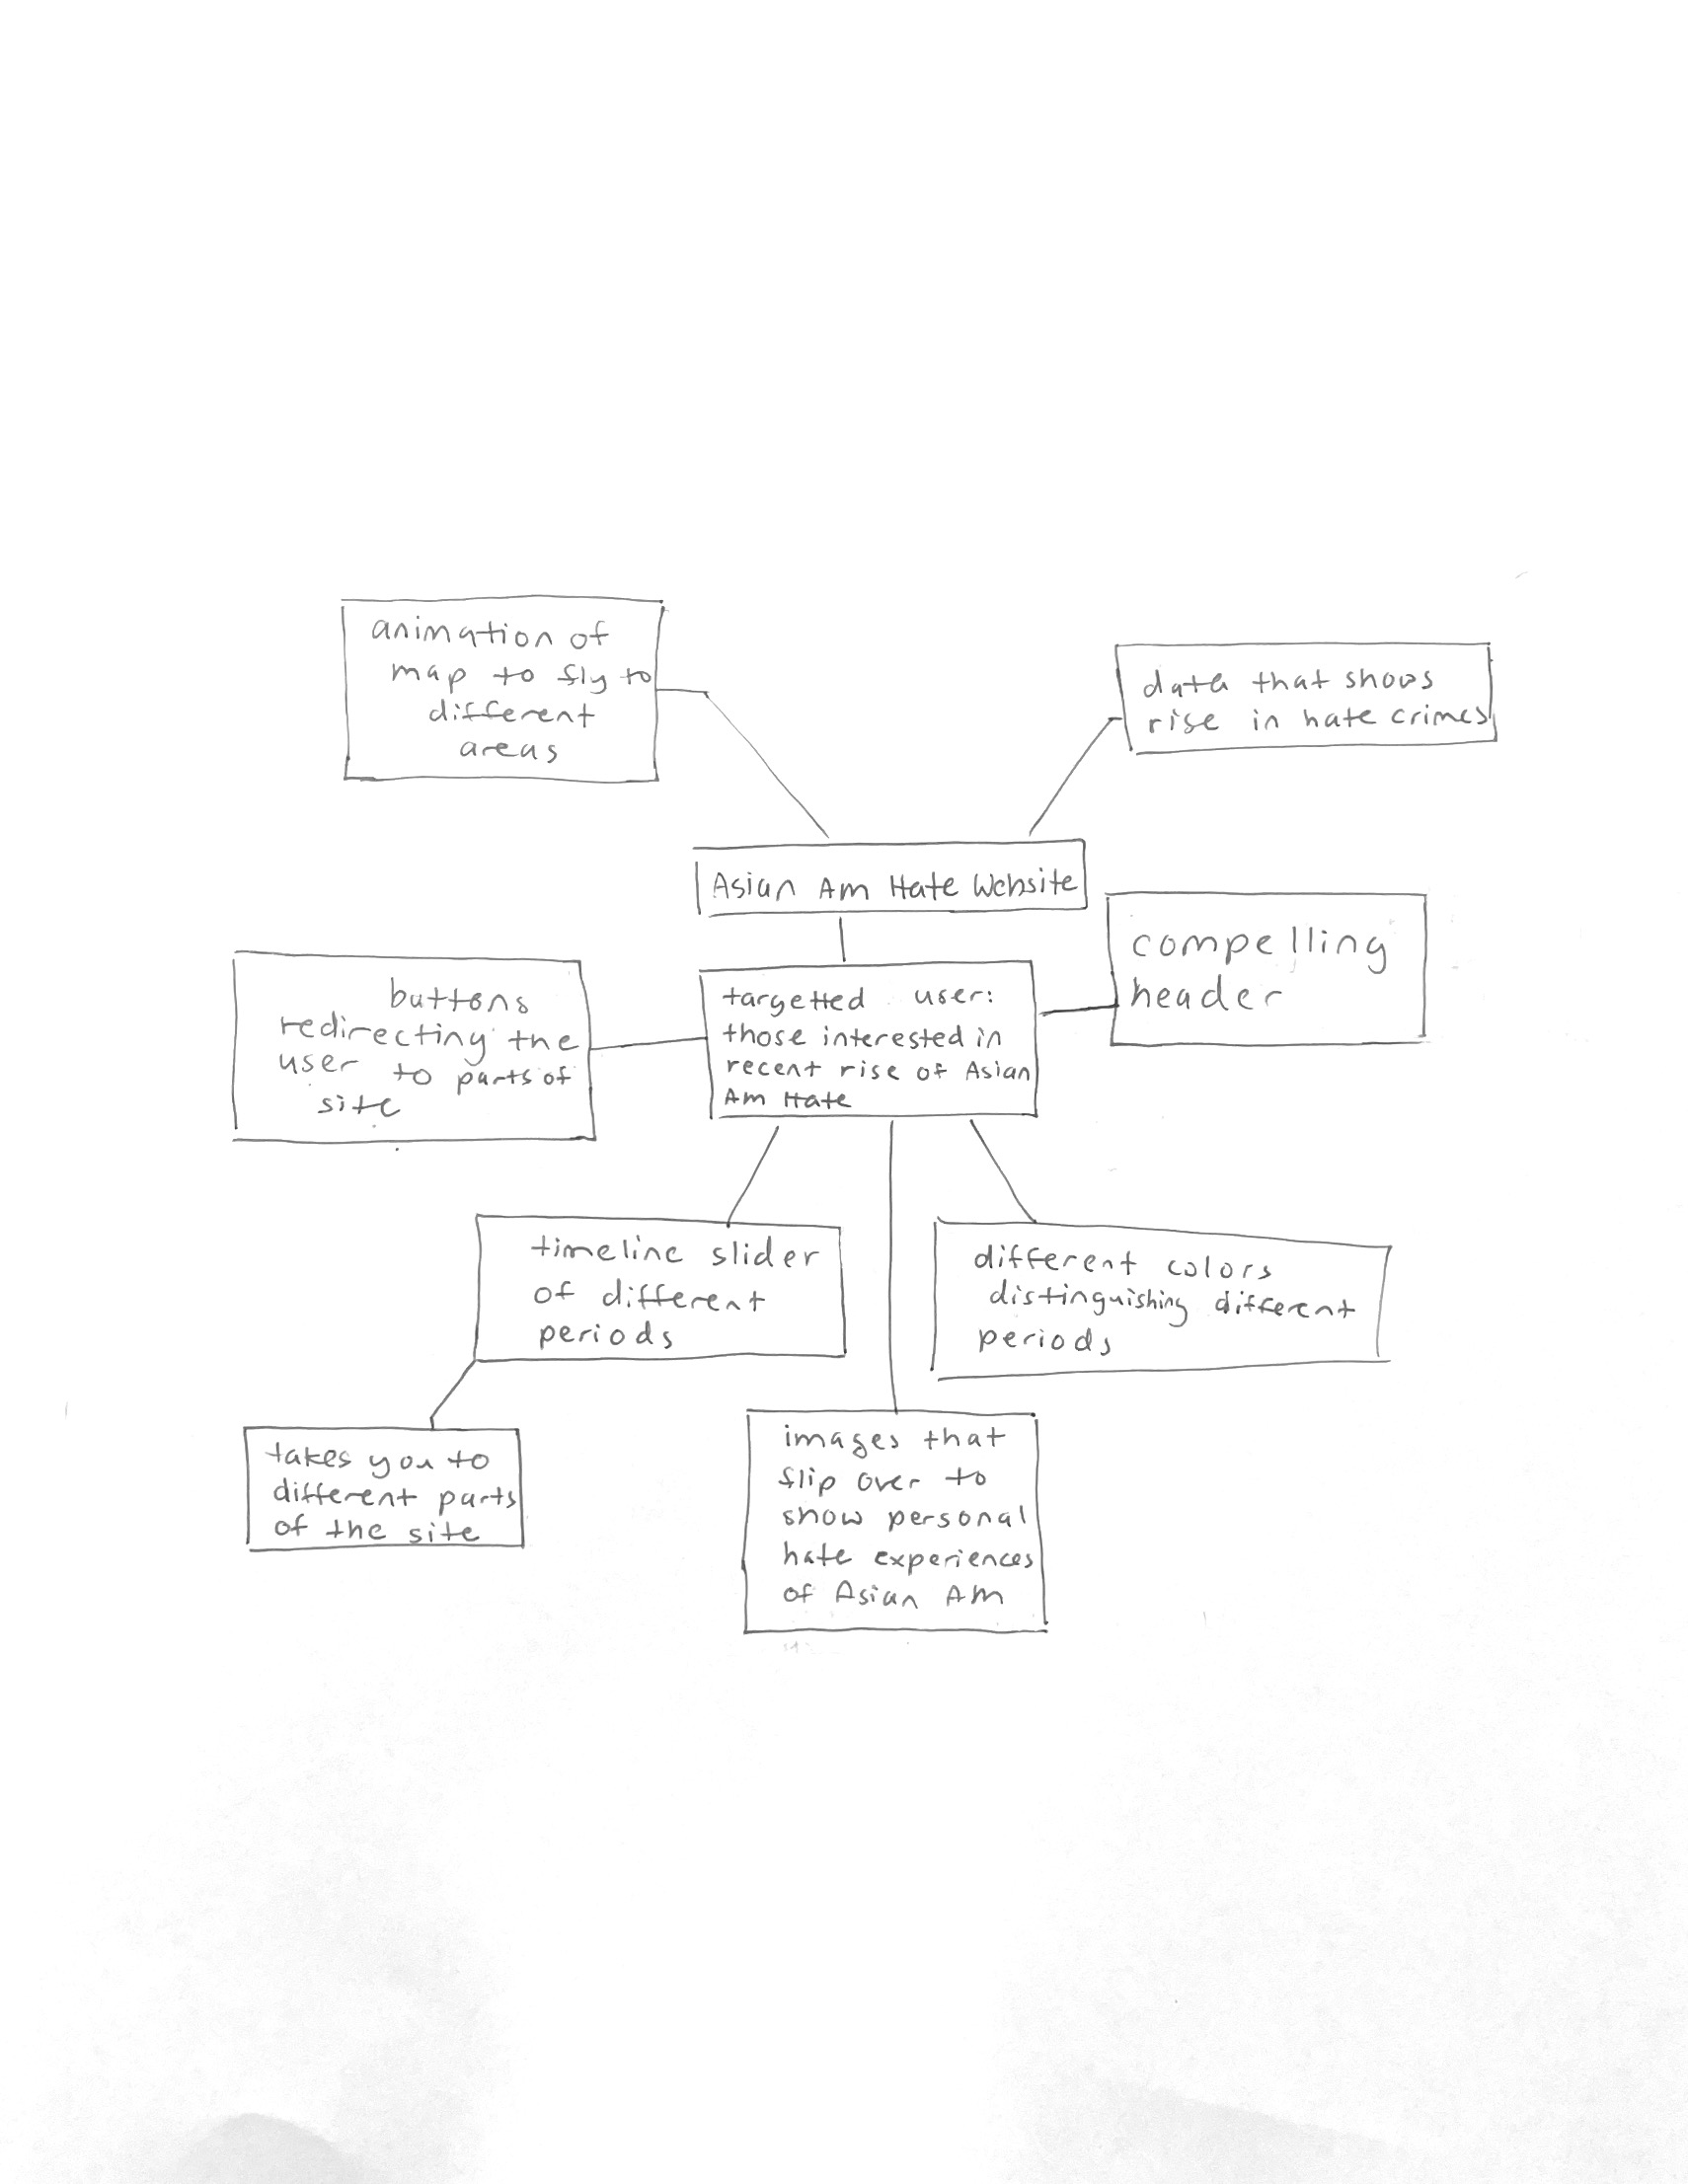 animation of
map to fly to
different
areas
data that shows
rise in hate crimes
Asian Am Hate Website
compelling
header
buttons
redirecting the
user to parts of
site
targetted user:
those interested in
recent rise of Asian
Am Hate
timeline slider
of different
periods
different colors
distinguishing different
periods
takes you to
different parts
of the site
images that
flip over to
show personal
hate experiences
of Asian Am